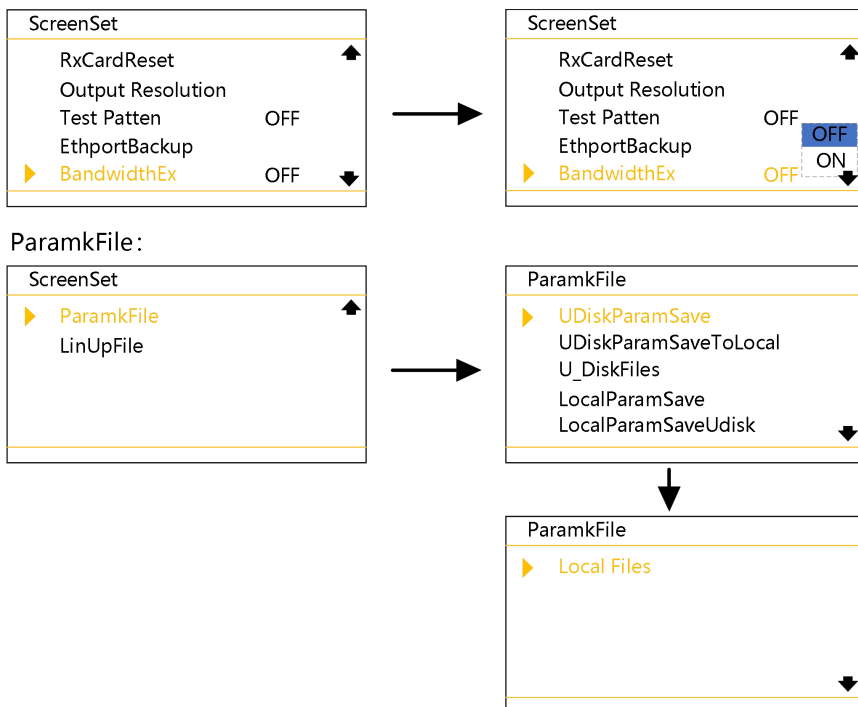 ScreenSet
RxCardReset
Output Resolution
Test Patten OFF
EthportBackup
BandwidthEx OFF
ScreenSet
RxCardReset
Output Resolution
Test Patten OFF
OFF
EthportBackup
ON
BandwidthEx OFF
ParamkFile:
ScreenSet
ParamkFile
LinUpFile
ParamkFile
UDiskParamSave
UDiskParamSaveToLocal
U_DiskFiles
LocalParamSave
LocalParamSaveUdisk
ParamkFile
Local Files